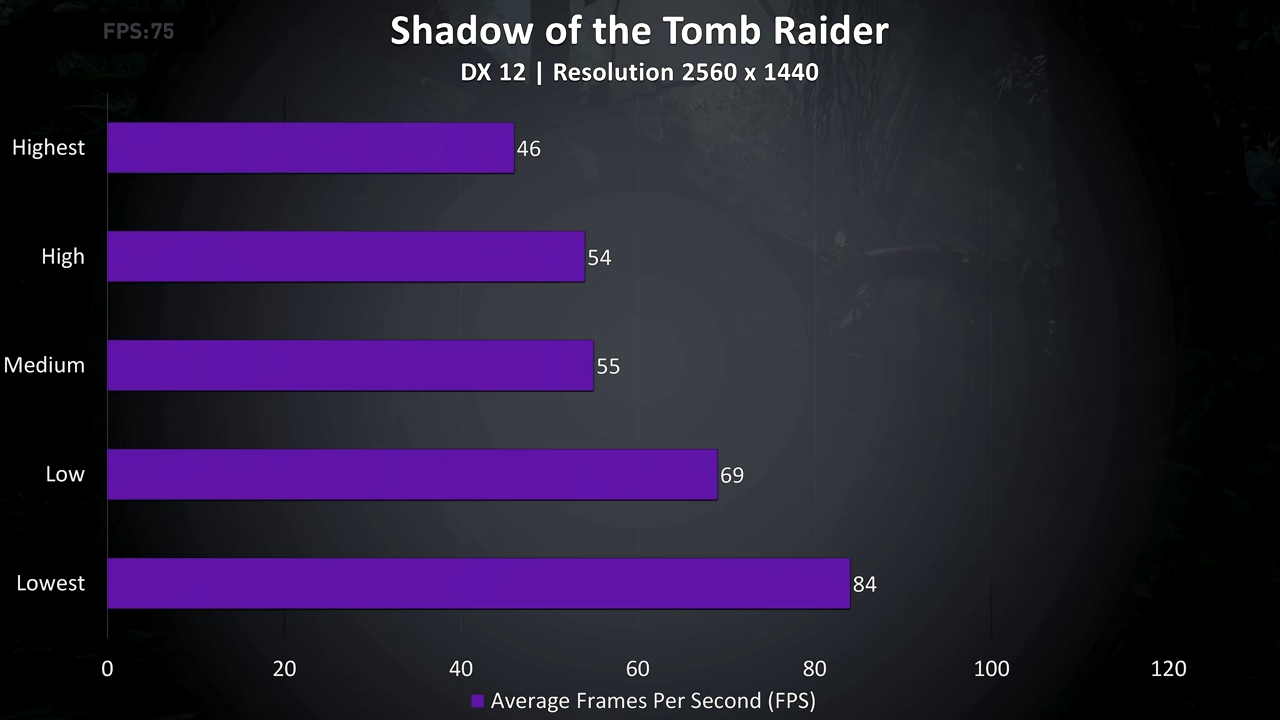 FPS:75
Shadow of the Tomb Raider
DX 12 | Resolution 2560 x 1440
Highest 46
High 54
Medium 55
Low 69
Lowest 84
0 20 40 60 80 100 120
Average Frames Per Second (FPS)